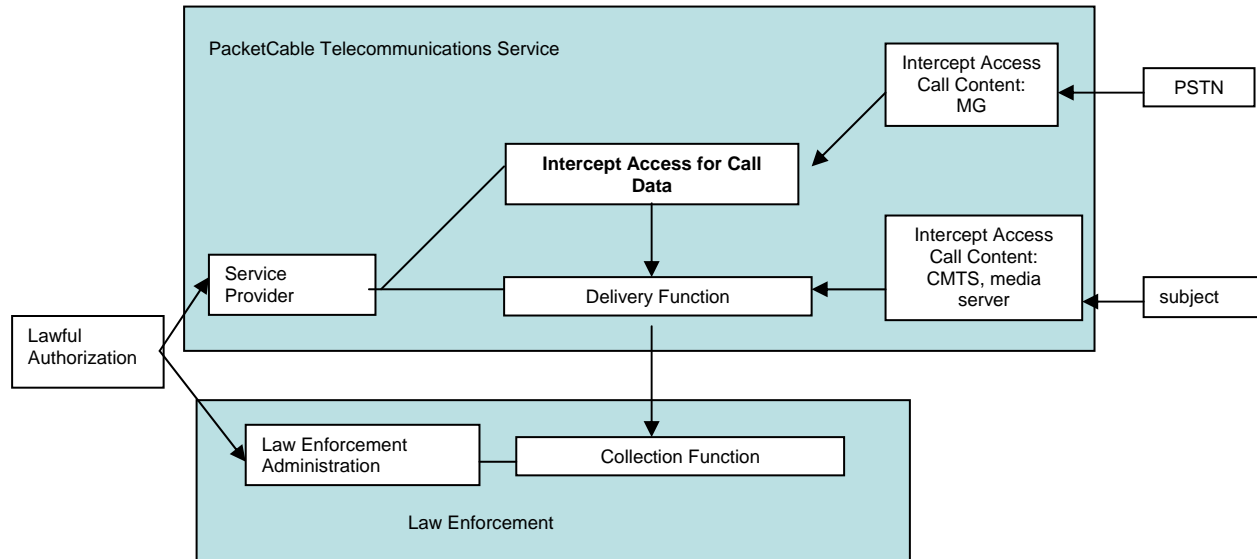 PacketCable Telecommunications Service
Intercept Access
Call Content:
MG
PSTN
Intercept Access for Call
Data
Intercept Access
Call Content:
CMTS, media
server
Service
Provider
Delivery Function
subject
Lawful
Authorization
Law Enforcement
Administration
Collection Function
Law Enforcement